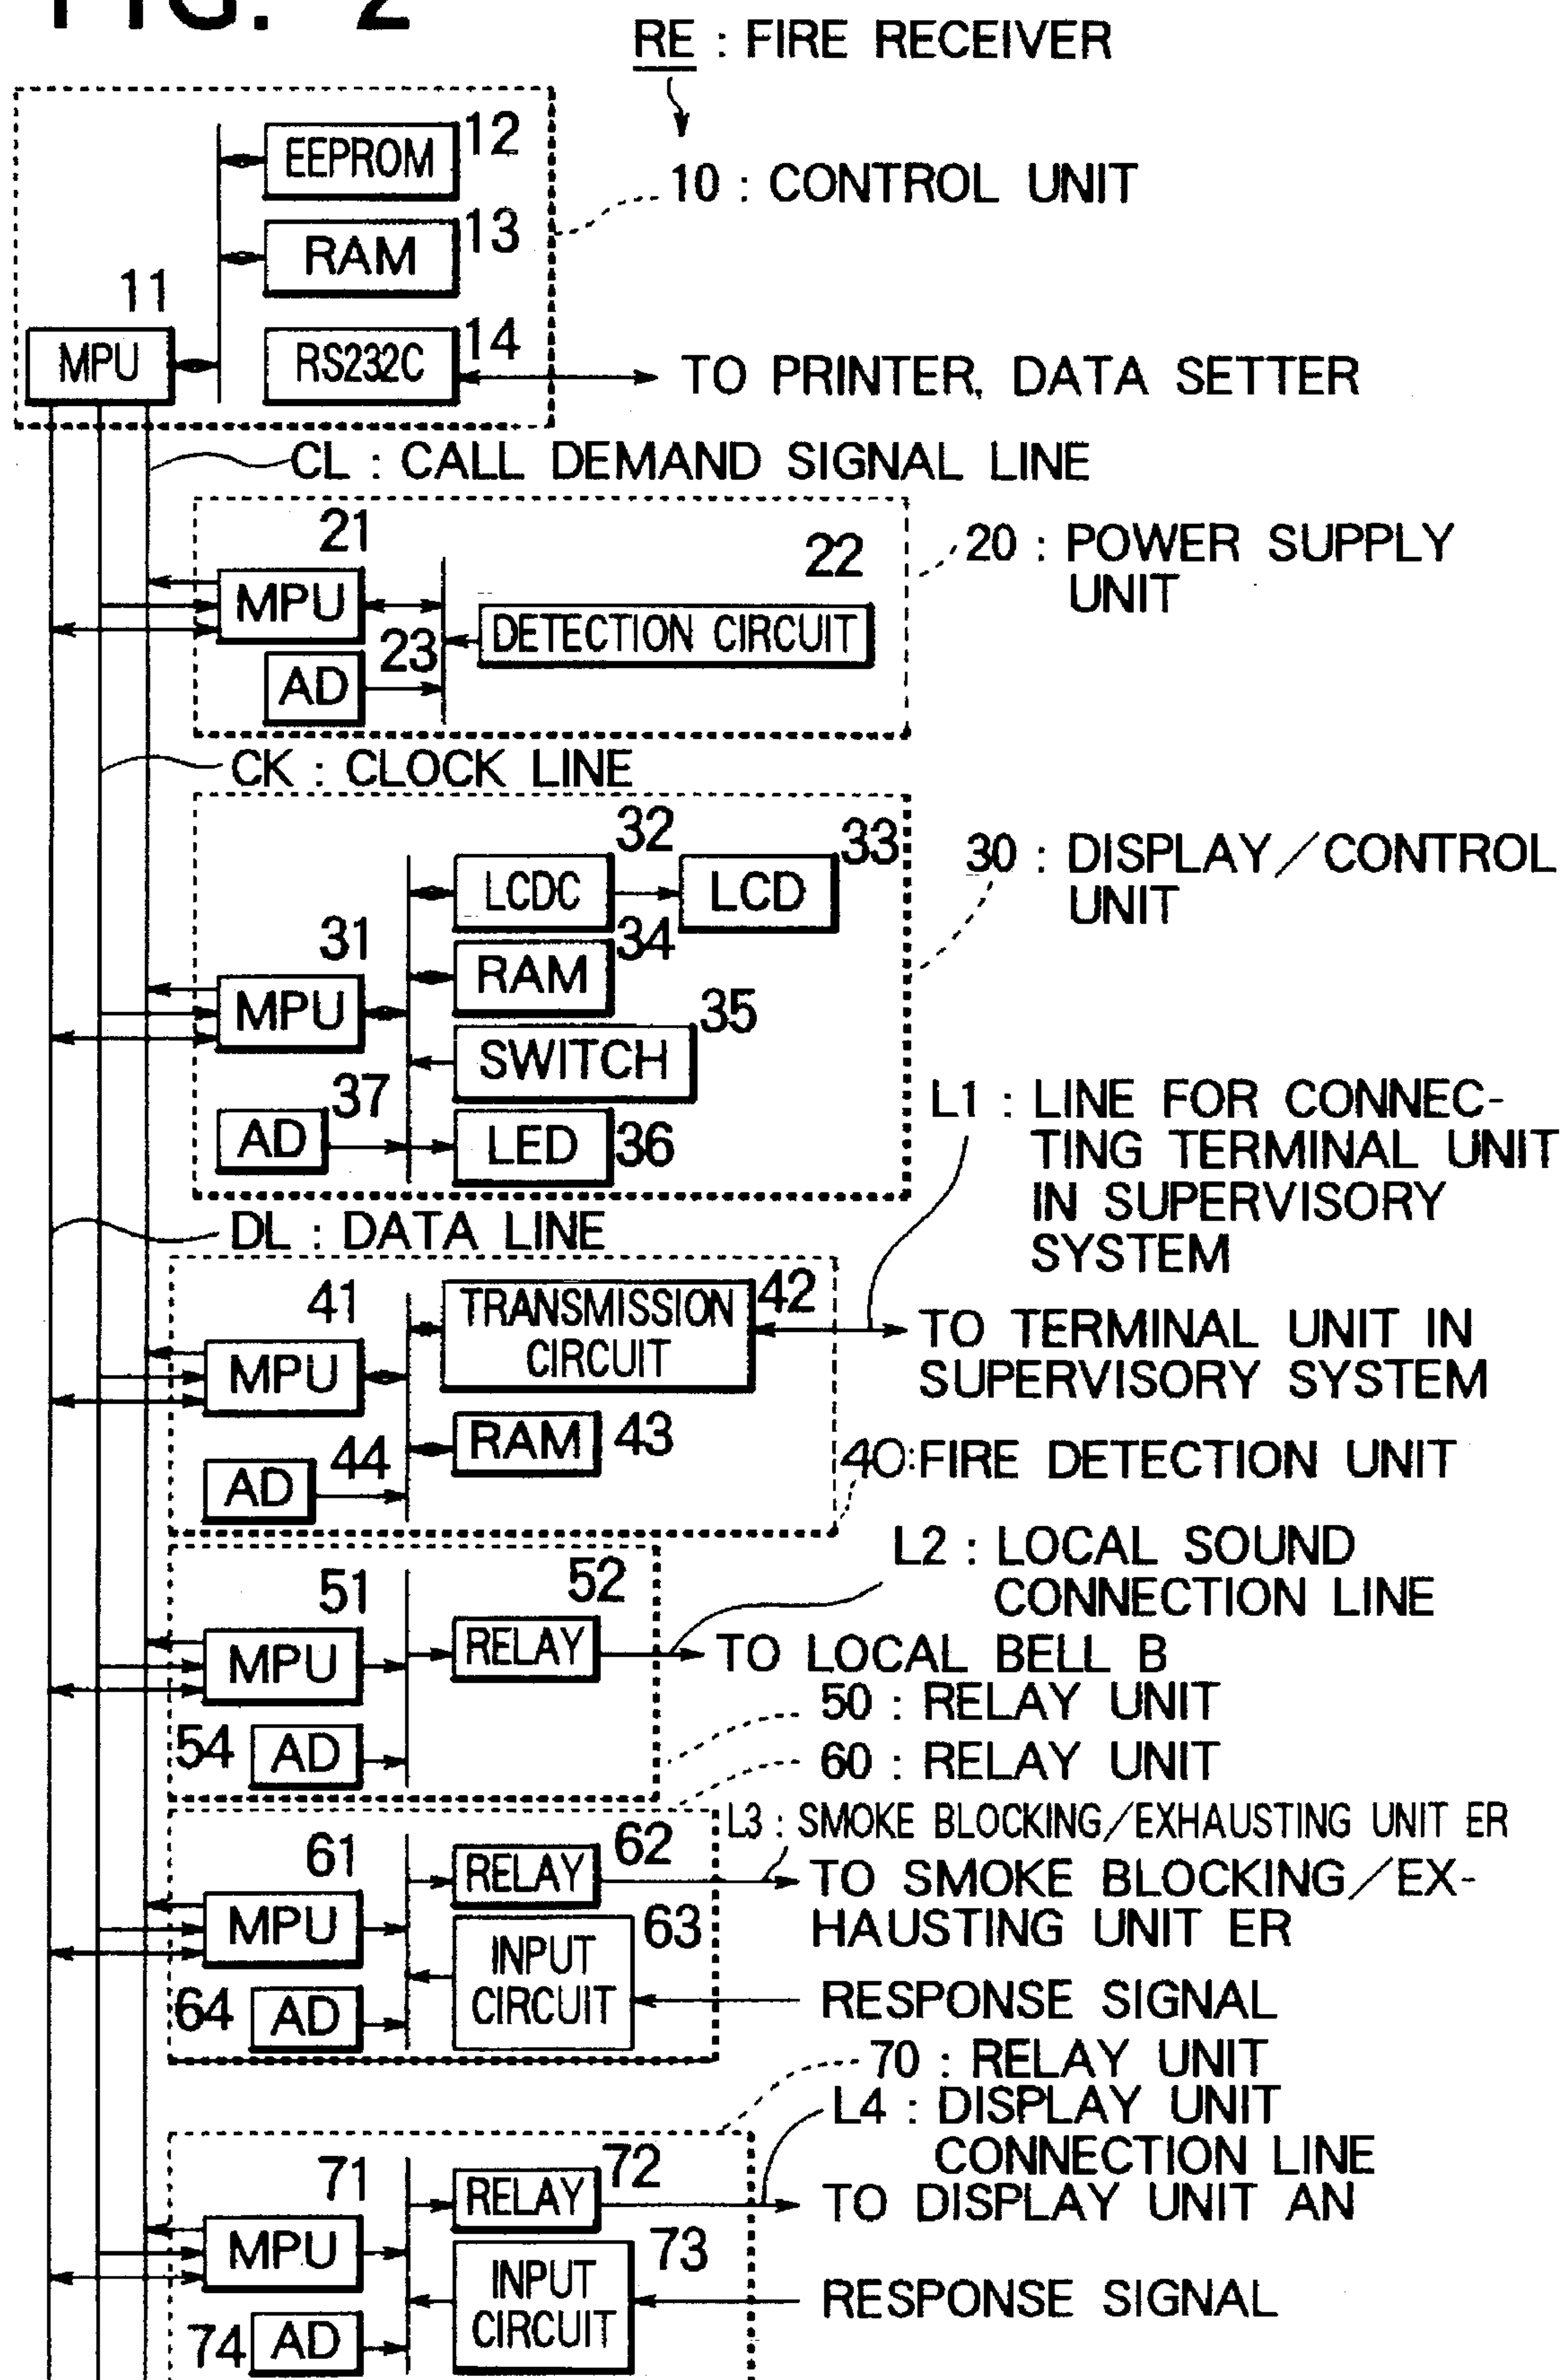 FIG. 2
RE : FIRE RECEIVER
10 : CONTROL UNIT
EEPROM 12
RAM 13
11
MPU
RS232C 14
TO PRINTER, DATA SETTER
CL : CALL DEMAND SIGNAL LINE
20 : POWER SUPPLY
UNIT
21
22
MPU
DETECTION CIRCUIT
23
AD
CK : CLOCK LINE
30 : DISPLAY/CONTROL
UNIT
32
33
LCDC
LCD
31
34
MPU
RAM
35
SWITCH
37
AD
LED 36
L1 : LINE FOR CONNEC-
TING TERMINAL UNIT
IN SUPERVISORY
SYSTEM
DL : DATA LINE
41
TRANSMISSION
CIRCUIT
42
MPU
TO TERMINAL UNIT IN
SUPERVISORY SYSTEM
RAM 43
44
AD
40:FIRE DETECTION UNIT
L2 : LOCAL SOUND
CONNECTION LINE
51
52
MPU
RELAY
TO LOCAL BELL B
50 : RELAY UNIT
54 AD
60 : RELAY UNIT
L3 : SMOKE BLOCKING/EXHAUSTING UNIT ER
61
RELAY 62
TO SMOKE BLOCKING/EX-
HAUSTING UNIT ER
MPU
INPUT
CIRCUIT
63
64 AD
RESPONSE SIGNAL
70 : RELAY UNIT
L4 : DISPLAY UNIT
CONNECTION LINE
71
RELAY 72
TO DISPLAY UNIT AN
MPU
INPUT
CIRCUIT
73
RESPONSE SIGNAL
74 AD